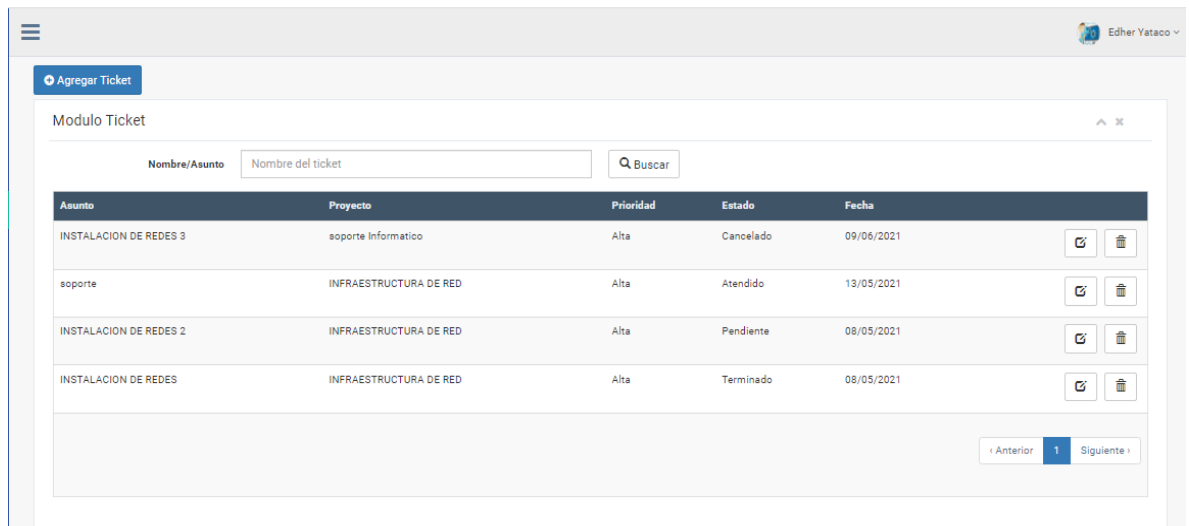 Edher Yataco
Agregar Ticket
Modulo Ticket
Nombre/Asunto Nombre del ticket Buscar
Asunto Proyecto Prioridad Estado Fecha
INSTALACION DE REDES 3 soporte Informatico Alta Cancelado 09/06/2021
soporte INFRAESTRUCTURA DE RED Alta Atendido 13/05/2021
INSTALACION DE REDES 2 INFRAESTRUCTURA DE RED Alta Pendiente 08/05/2021
INSTALACION DE REDES INFRAESTRUCTURA DE RED Alta Terminado 08/05/2021
‹ Anterior 1 Siguiente ›